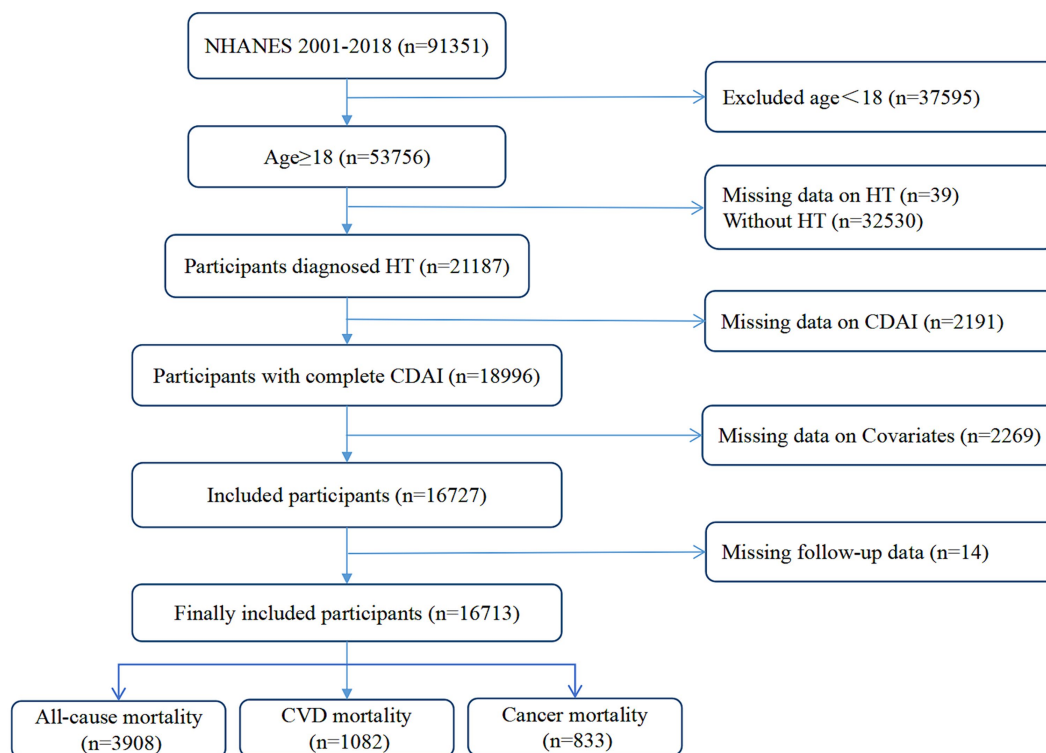 NHANES 2001-2018 (n=91351)
Excluded age＜18 (n=37595)
Age≥18 (n=53756)
Missing data on HT (n=39)
Without HT (n=32530)
Participants diagnosed HT (n=21187)
Missing data on CDAI (n=2191)
Participants with complete CDAI (n=18996)
Missing data on Covariates (n=2269)
Included participants (n=16727)
Missing follow-up data (n=14)
Finally included participants (n=16713)
All-cause mortality
(n=3908)
CVD mortality
(n=1082)
Cancer mortality
(n=833)